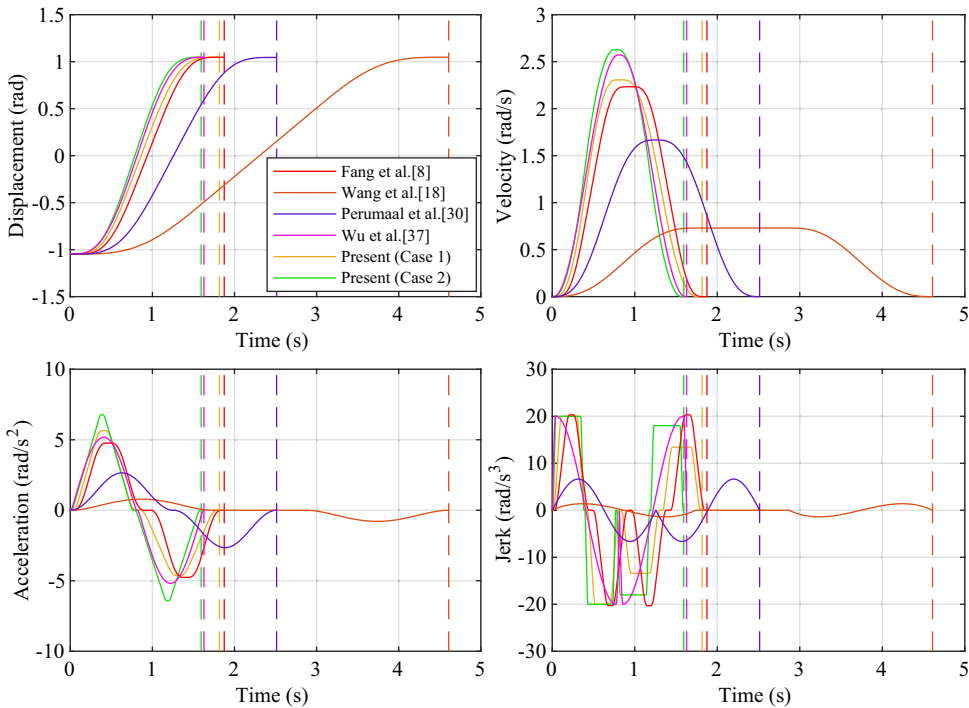 1.5
1
0.5
0
-0.5
-1
-1.5
Displacement (rad)
0 1 2 3 4 5
Time (s)
Fang et al.[8]
Wang et al.[18]
Perumaal et al.[30]
Wu et al.[37]
Present (Case 1)
Present (Case 2)
3
2.5
2
1.5
1
0.5
0
Velocity (rad/s)
0 1 2 3 4 5
Time (s)
10
5
0
-5
-10
Acceleration (rad/s²)
0 1 2 3 4 5
Time (s)
30
20
10
0
-10
-20
-30
Jerk (rad/s³)
0 1 2 3 4 5
Time (s)